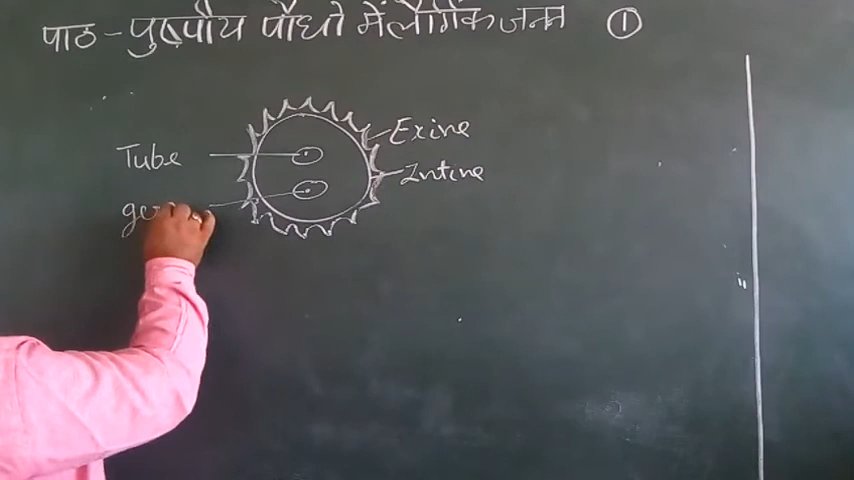 पाठ - पुष्पीय पौधो में लैंगिक जनन ①
Exine
Tube
Intine